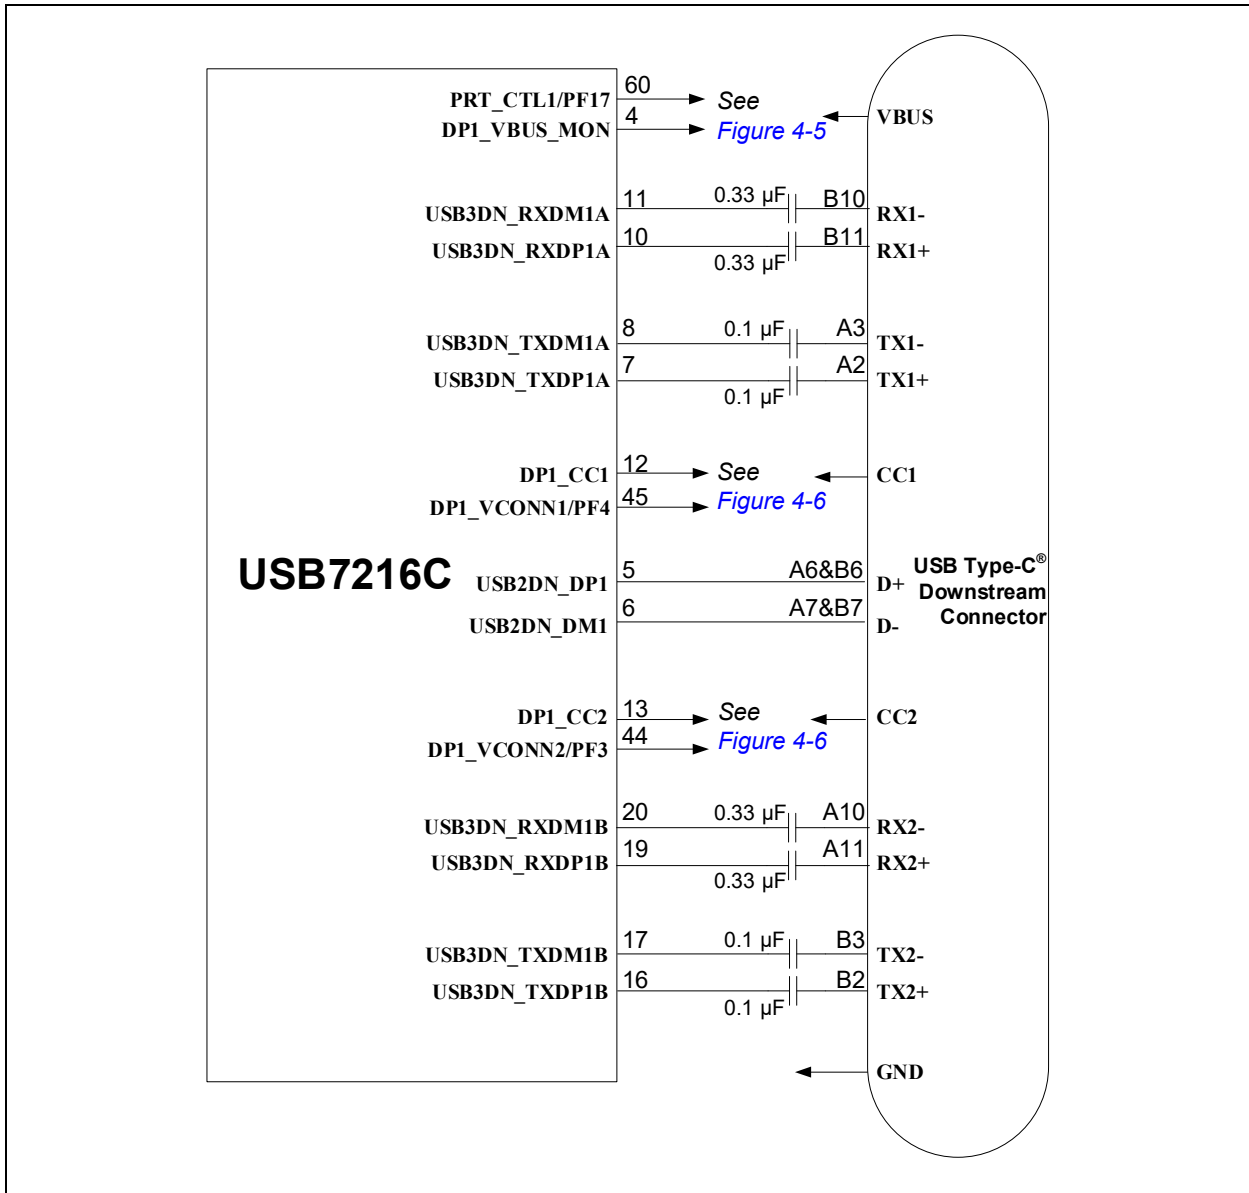 PRT_CTL1/PF17 60 See
DP1_VBUS_MON 4 Figure 4-5 VBUS
USB3DN_RXDM1A 11 0.33 µF B10 RX1-
USB3DN_RXDP1A 10 0.33 µF B11 RX1+
USB3DN_TXDM1A 8 0.1 µF A3 TX1-
USB3DN_TXDP1A 7 0.1 µF A2 TX1+
DP1_CC1 12 See CC1
DP1_VCONN1/PF4 45 Figure 4-6
USB7216C
USB2DN_DP1 5 A6&B6 D+
USB2DN_DM1 6 A7&B7 D-
USB Type-C®
Downstream
Connector
DP1_CC2 13 See CC2
DP1_VCONN2/PF3 44 Figure 4-6
USB3DN_RXDM1B 20 0.33 µF A10 RX2-
USB3DN_RXDP1B 19 0.33 µF A11 RX2+
USB3DN_TXDM1B 17 0.1 µF B3 TX2-
USB3DN_TXDP1B 16 0.1 µF B2 TX2+
GND